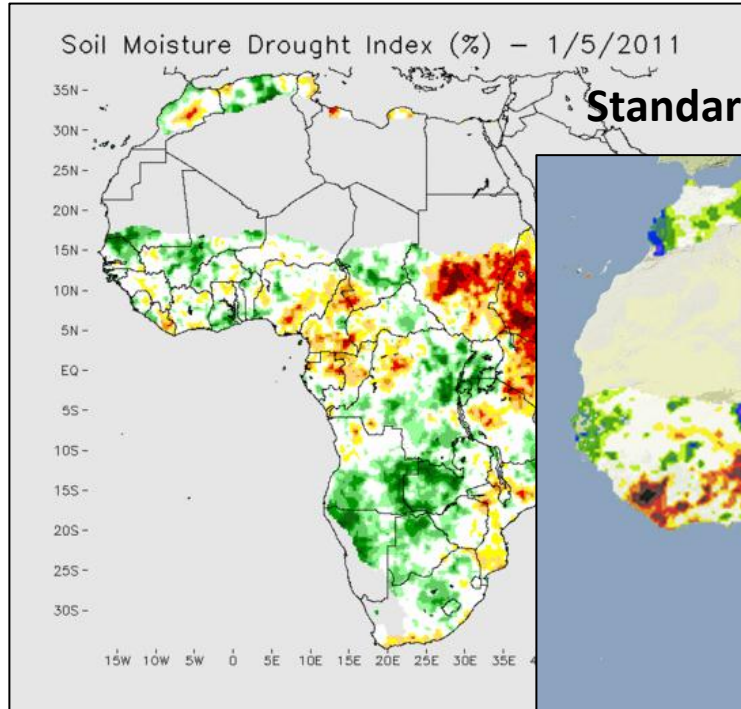 Soil Moisture Drought Index (%) – 1/5/2011
Standar
35N
30N
25N
20N
15N
10N
5N
EQ
5S
10S
15S
20S
25S
30S
15W 10W 5W 0 5E 10E 15E 20E 25E 30E 35E 4